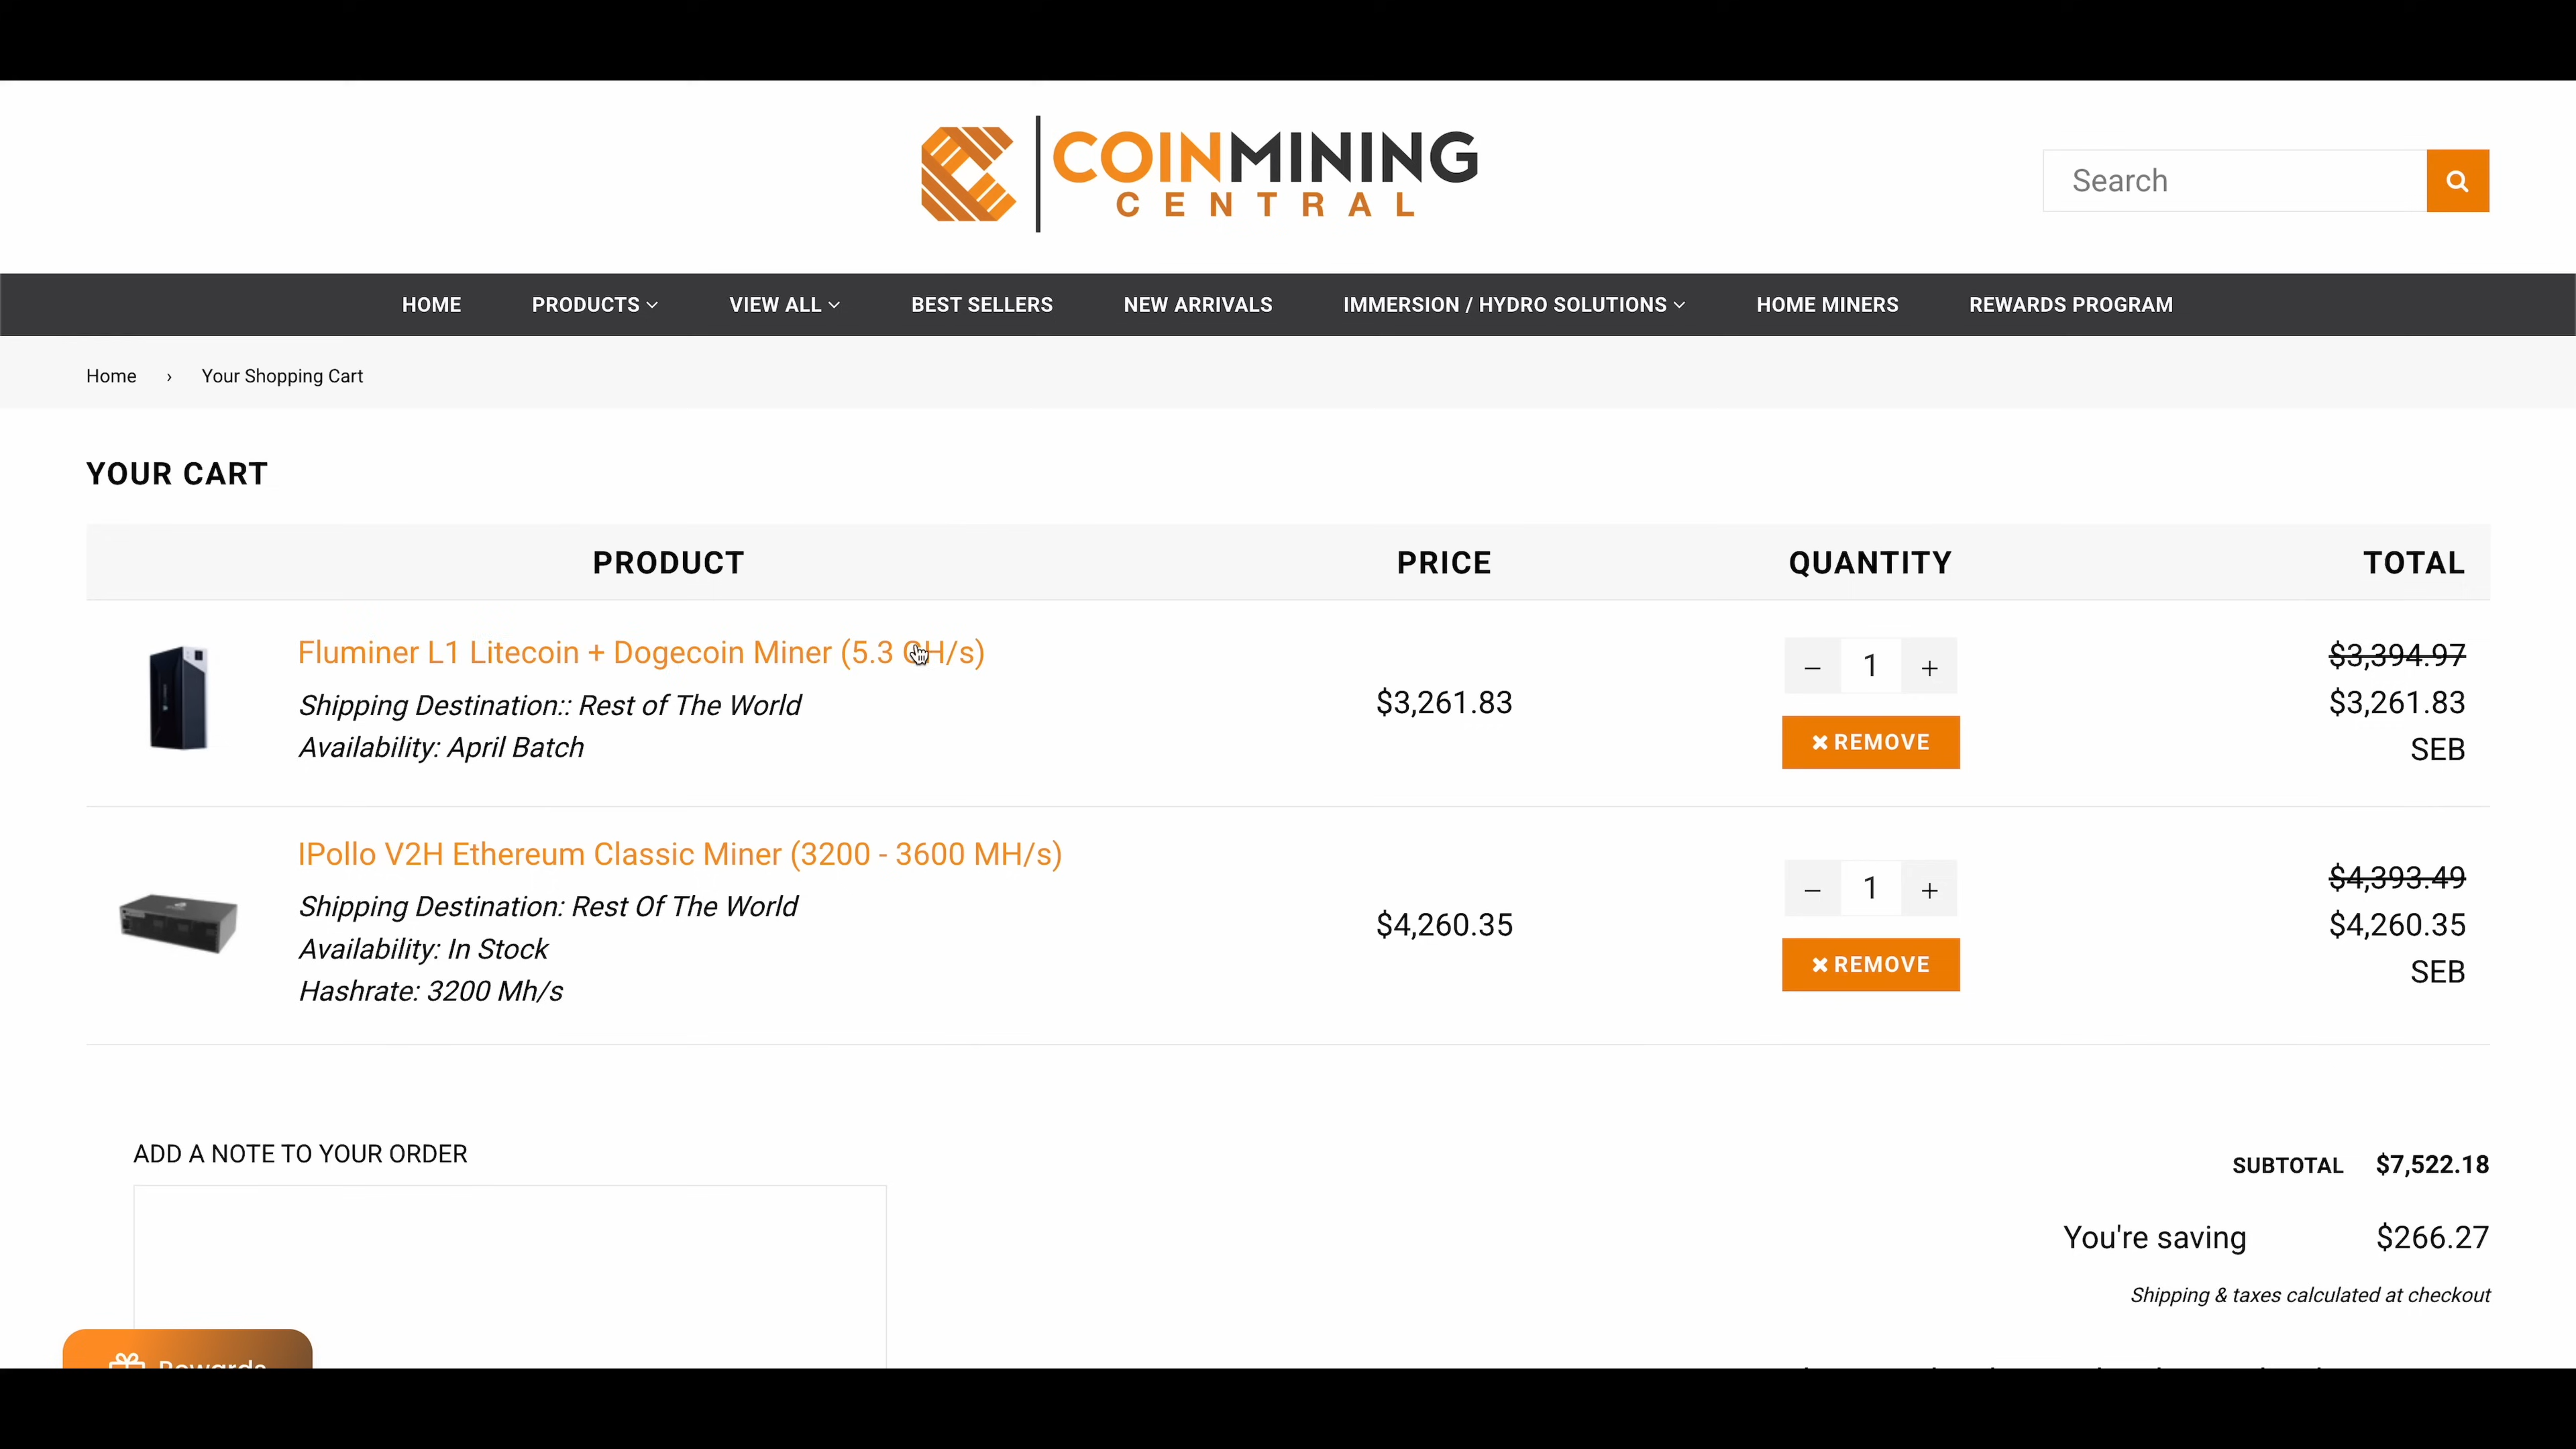 COINMINING
CENTRAL
Search
HOME PRODUCTS VIEW ALL BEST SELLERS NEW ARRIVALS IMMERSION / HYDRO SOLUTIONS HOME MINERS REWARDS PROGRAM
Home › Your Shopping Cart
YOUR CART
PRODUCT PRICE QUANTITY TOTAL
Fluminer L1 Litecoin + Dogecoin Miner (5.3 GH/s)
Shipping Destination:: Rest of The World
Availability: April Batch
$3,261.83
1
REMOVE
$3,394.97
$3,261.83
SEB
IPollo V2H Ethereum Classic Miner (3200 - 3600 MH/s)
Shipping Destination: Rest Of The World
Availability: In Stock
Hashrate: 3200 Mh/s
$4,260.35
1
REMOVE
$4,393.49
$4,260.35
SEB
ADD A NOTE TO YOUR ORDER
SUBTOTAL $7,522.18
You're saving $266.27
Shipping & taxes calculated at checkout
Rewards